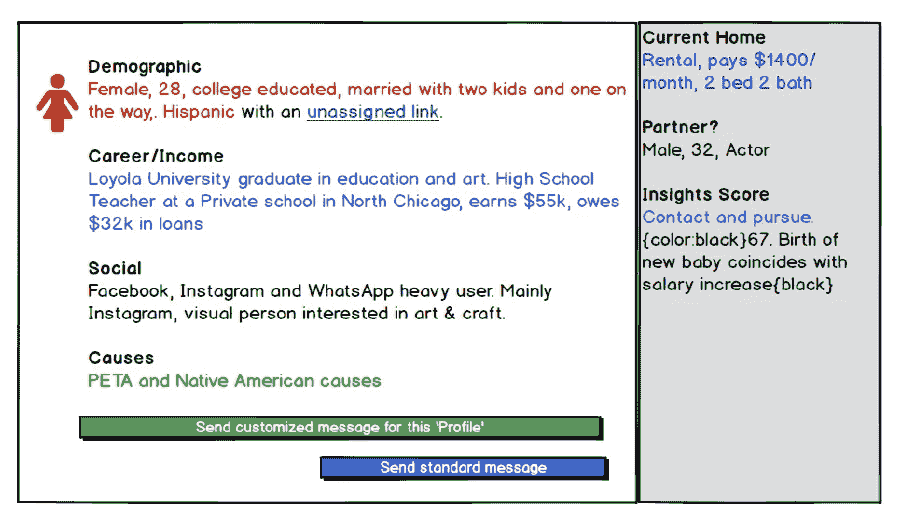 Demographic
Female, 28, college educated, married with two kids and one on
the way,. Hispanic with an unassigned link.
Career/Income
Loyola University graduate in education and art. High School
Teacher at a Private school in North Chicago, earns $55k, owes
$32k in loans
Social
Facebook, Instagram and WhatsApp heavy user. Mainly
Instagram, visual person interested in art & craft.
Causes
PETA and Native American causes
Send customized message for this 'Profile'
Send standard message
Current Home
Rental, pays $1400/
month, 2 bed 2 bath
Partner?
Male, 32, Actor
Insights Score
Contact and pursue.
{color:black}67. Birth of
new baby coincides with
salary increase{black}